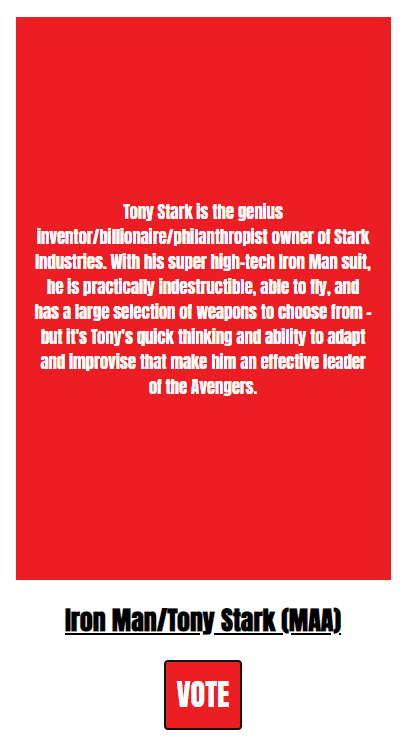 Tony Stark is the genius
inventor/billionaire/philanthropist owner of Stark
Industries. With his super high-tech Iron Man suit,
he is practically indestructible, able to fly, and
has a large selection of weapons to choose from -
but it's Tony's quick thinking and ability to adapt
and improvise that make him an effective leader
of the Avengers.
Iron Man/Tony Stark (MAA)
VOTE